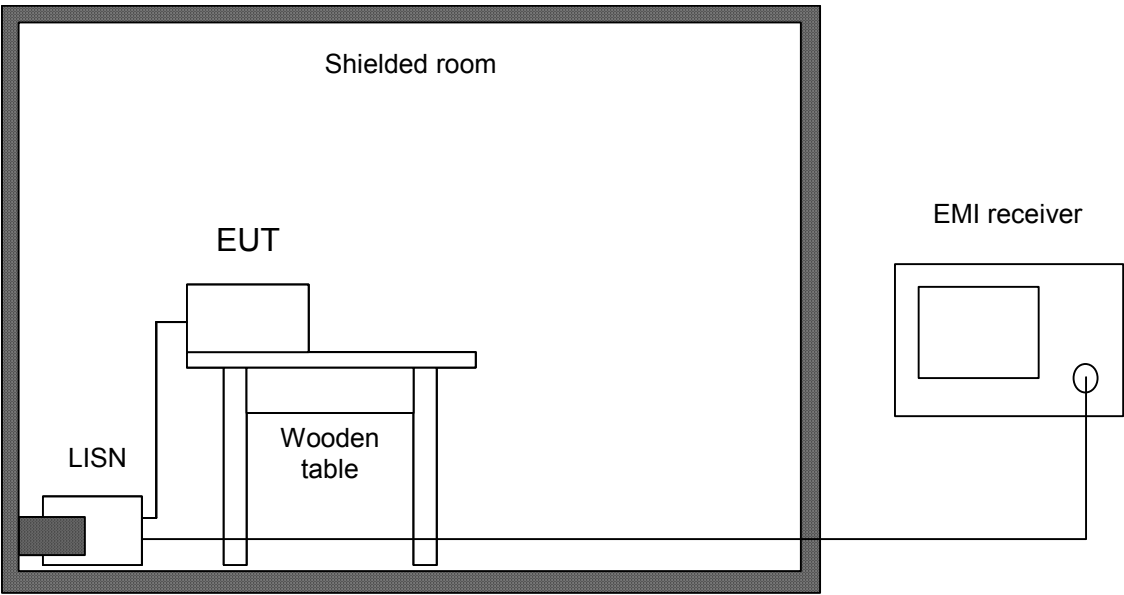 Shielded room
EMI receiver
EUT
Wooden
table
LISN